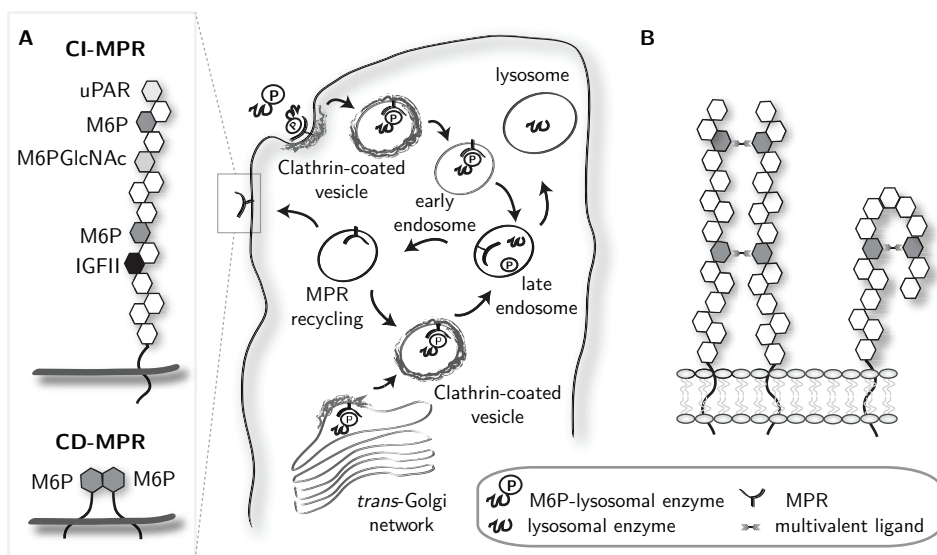 A
CI-MPR
uPAR
M6P
M6PGlcNAc
M6P
IGFII
CD-MPR
M6P
M6P
P
P
Clathrin-coated
vesicle
P
P
early
endosome
lysosome
P
late
endosome
MPR
recycling
P
Clathrin-coated
vesicle
P
trans-Golgi
network
B
P
M6P-lysosomal enzyme
MPR
lysosomal enzyme
multivalent ligand